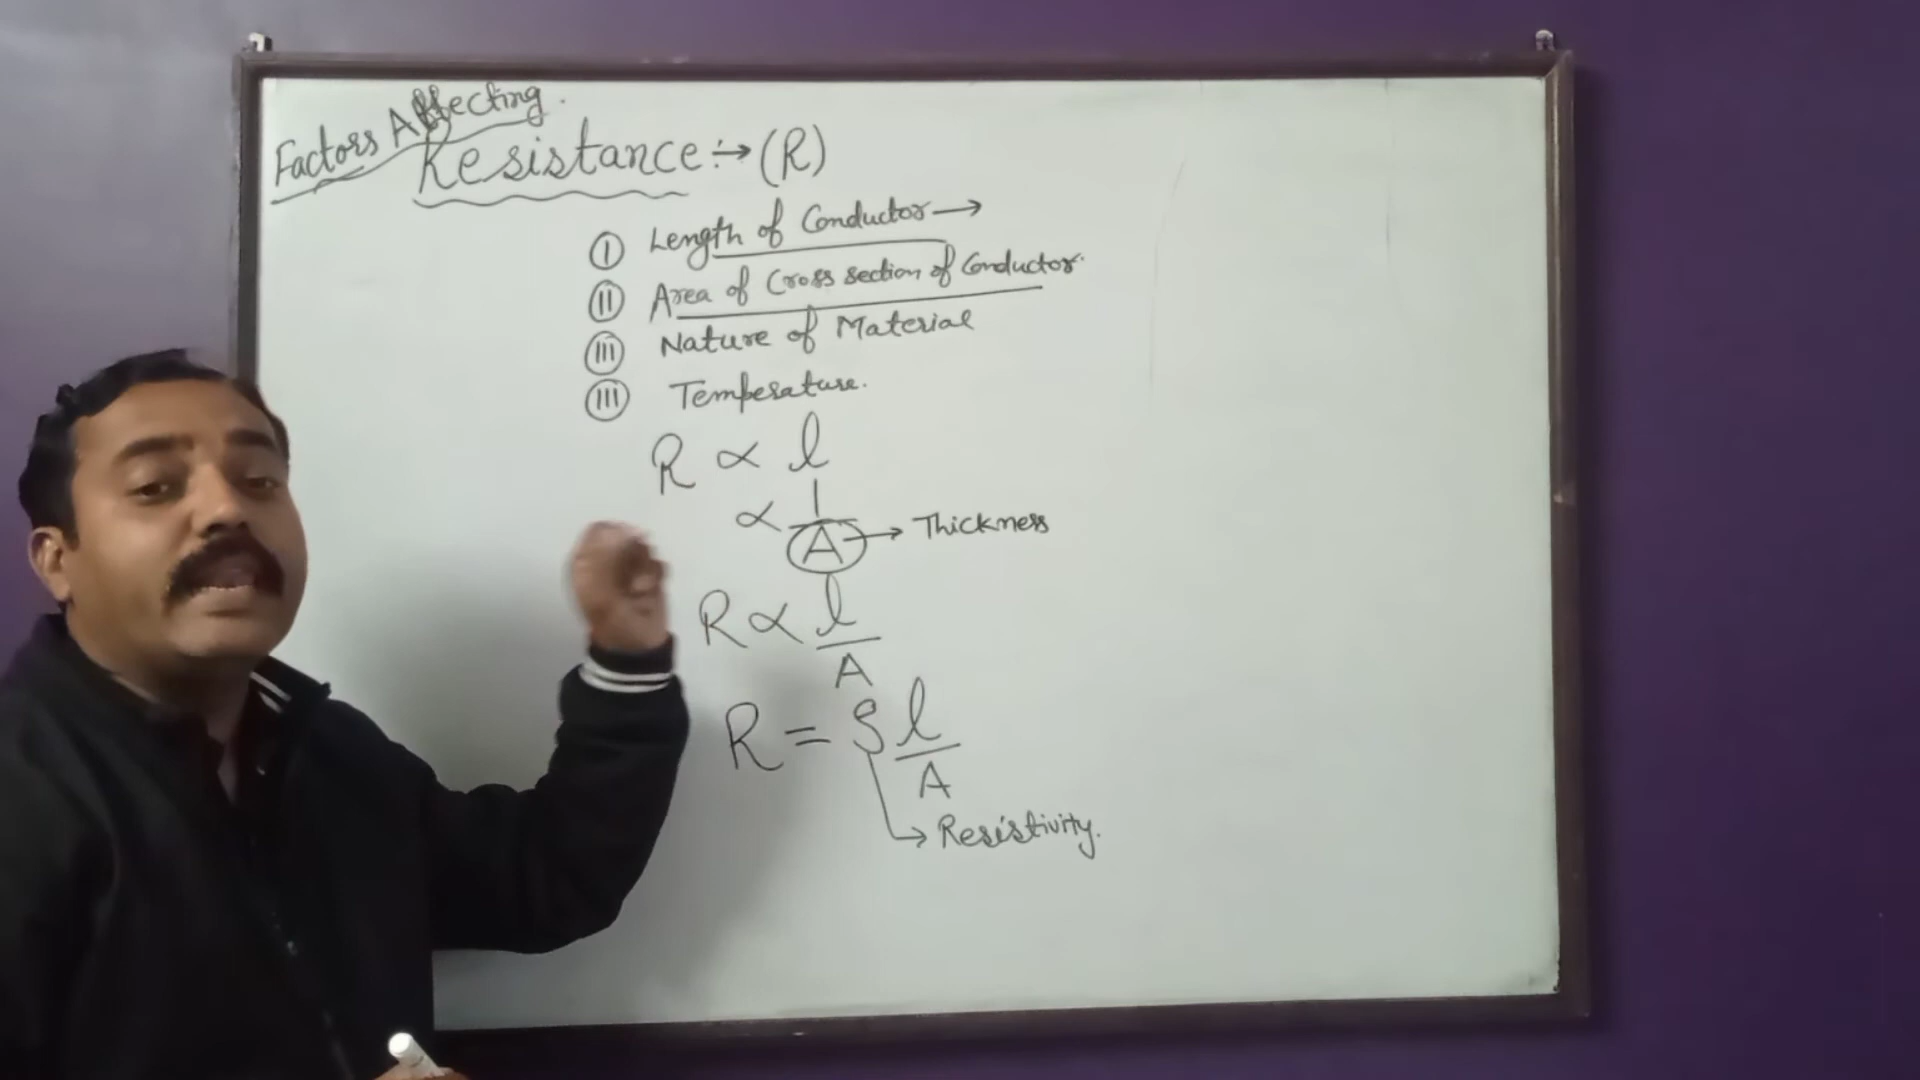 Factors Affecting.
Resistance:→(R)
(I) Length of Conductor→
(II) Area of Cross section of Conductor.
(III) Nature of Material
(III) Temperature.
R ∝ l
∝ 1/A → Thickness
R ∝ l/A
R = ρ l/A
→ Resistivity.